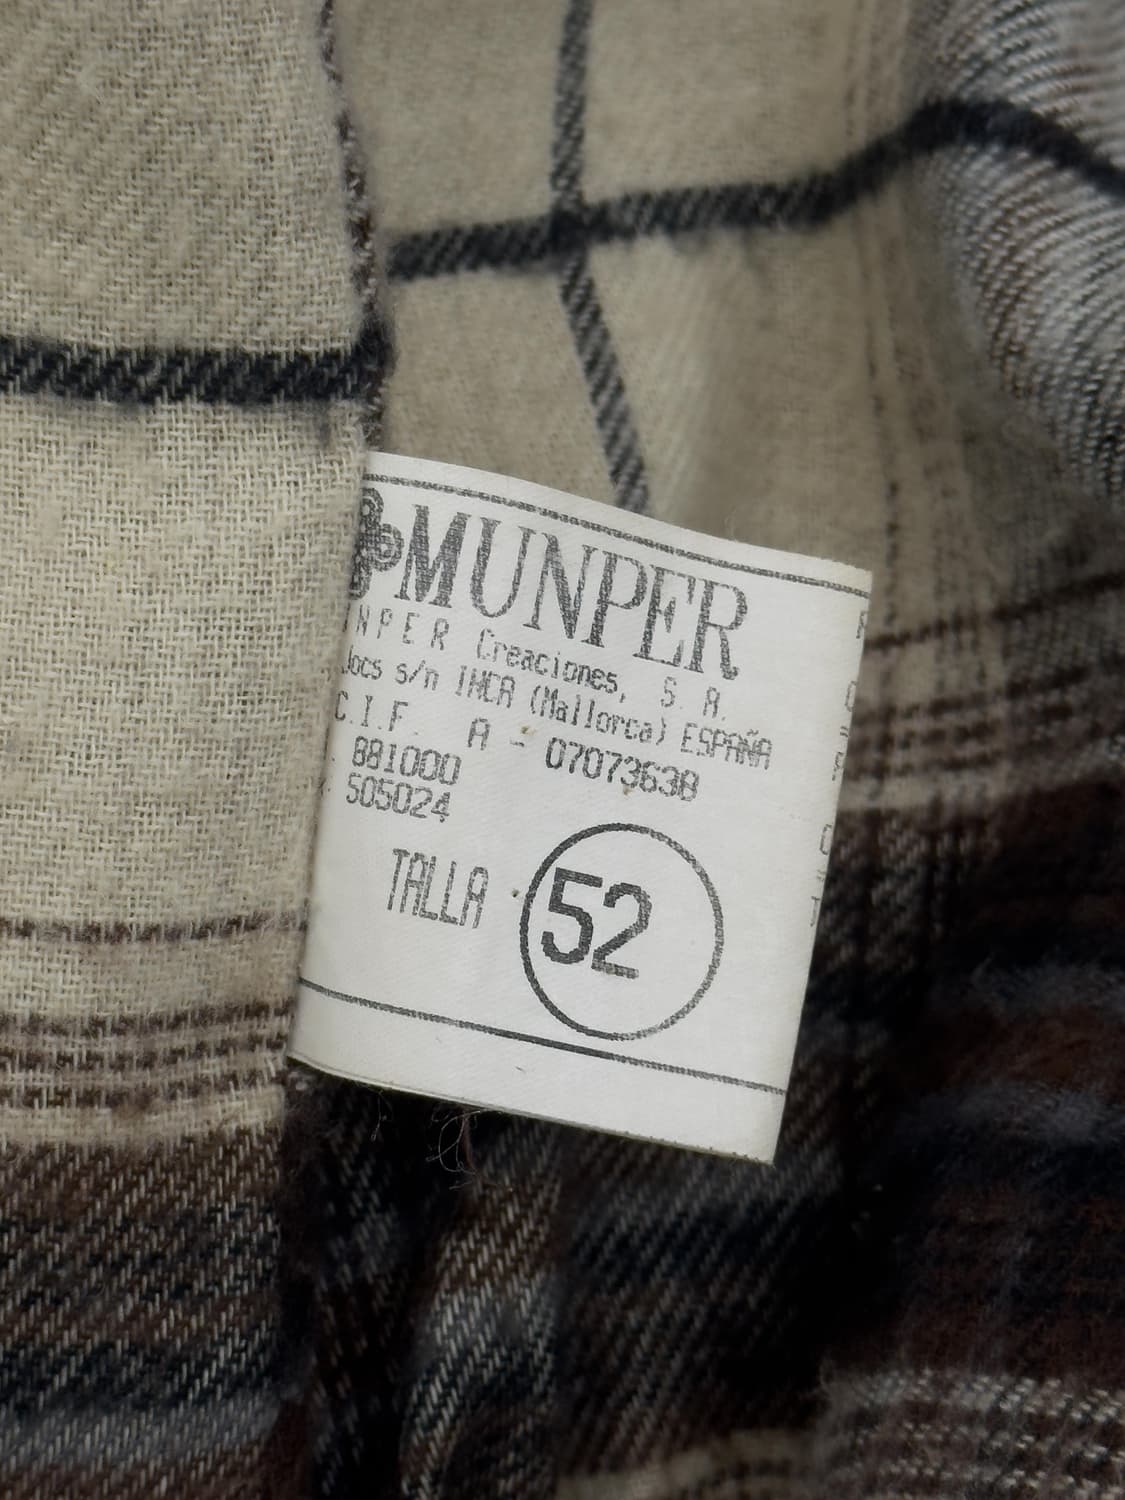 MUNPER
NPER Creaciones, S.A.
Jocs s/n INCA (Mallorca) ESPAÑA
C.I.F. A - 07073638
881000
505024
TALLA 52